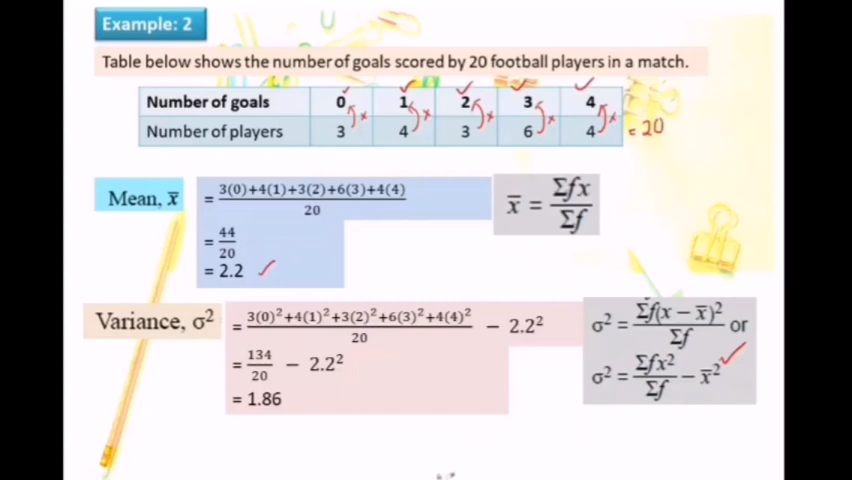 Example: 2
Table below shows the number of goals scored by 20 football players in a match.
Number of goals 0 1 2 3 4
Number of players 3 4 3 6 4 = 20
Mean, x̅ = (3(0)+4(1)+3(2)+6(3)+4(4))/20
x̅ = Σfx/Σf
= 44/20
= 2.2 ✓
Variance, σ² = (3(0)²+4(1)²+3(2)²+6(3)²+4(4)²)/20 − 2.2²
σ² = Σf(x − x̅)²/Σf or
= 134/20 − 2.2²
σ² = Σfx²/Σf − x̅² ✓
= 1.86